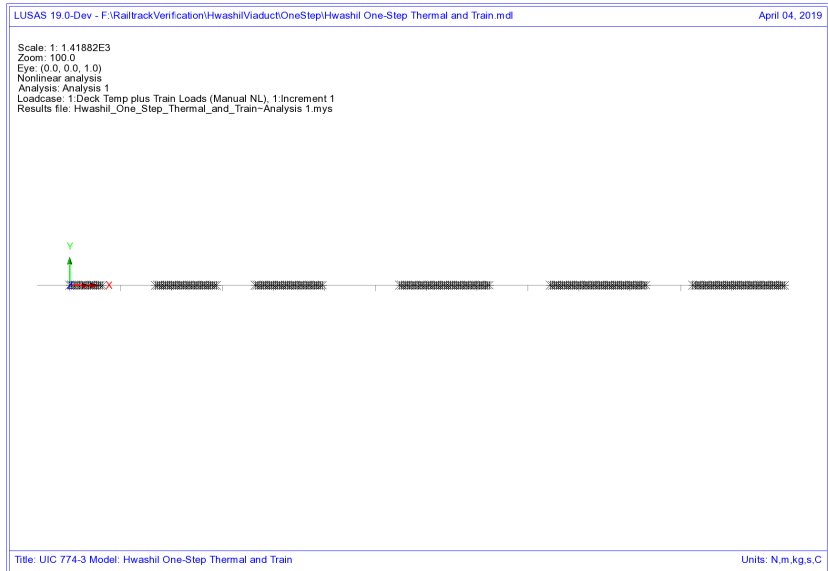 LUSAS 19.0-Dev - F:\RailtrackVerification\HwashilViaduct\OneStep\Hwashil One-Step Thermal and Train.mdl April 04, 2019
Scale: 1: 1.41882E3
Zoom: 100.0
Eye: (0.0, 0.0, 1.0)
Nonlinear analysis
Analysis: Analysis 1
Loadcase: 1:Deck Temp plus Train Loads (Manual NL), 1:Increment 1
Results file: Hwashil_One_Step_Thermal_and_Train~Analysis 1.mys
Y
Z X
Title: UIC 774-3 Model: Hwashil One-Step Thermal and Train Units: N,m,kg,s,C